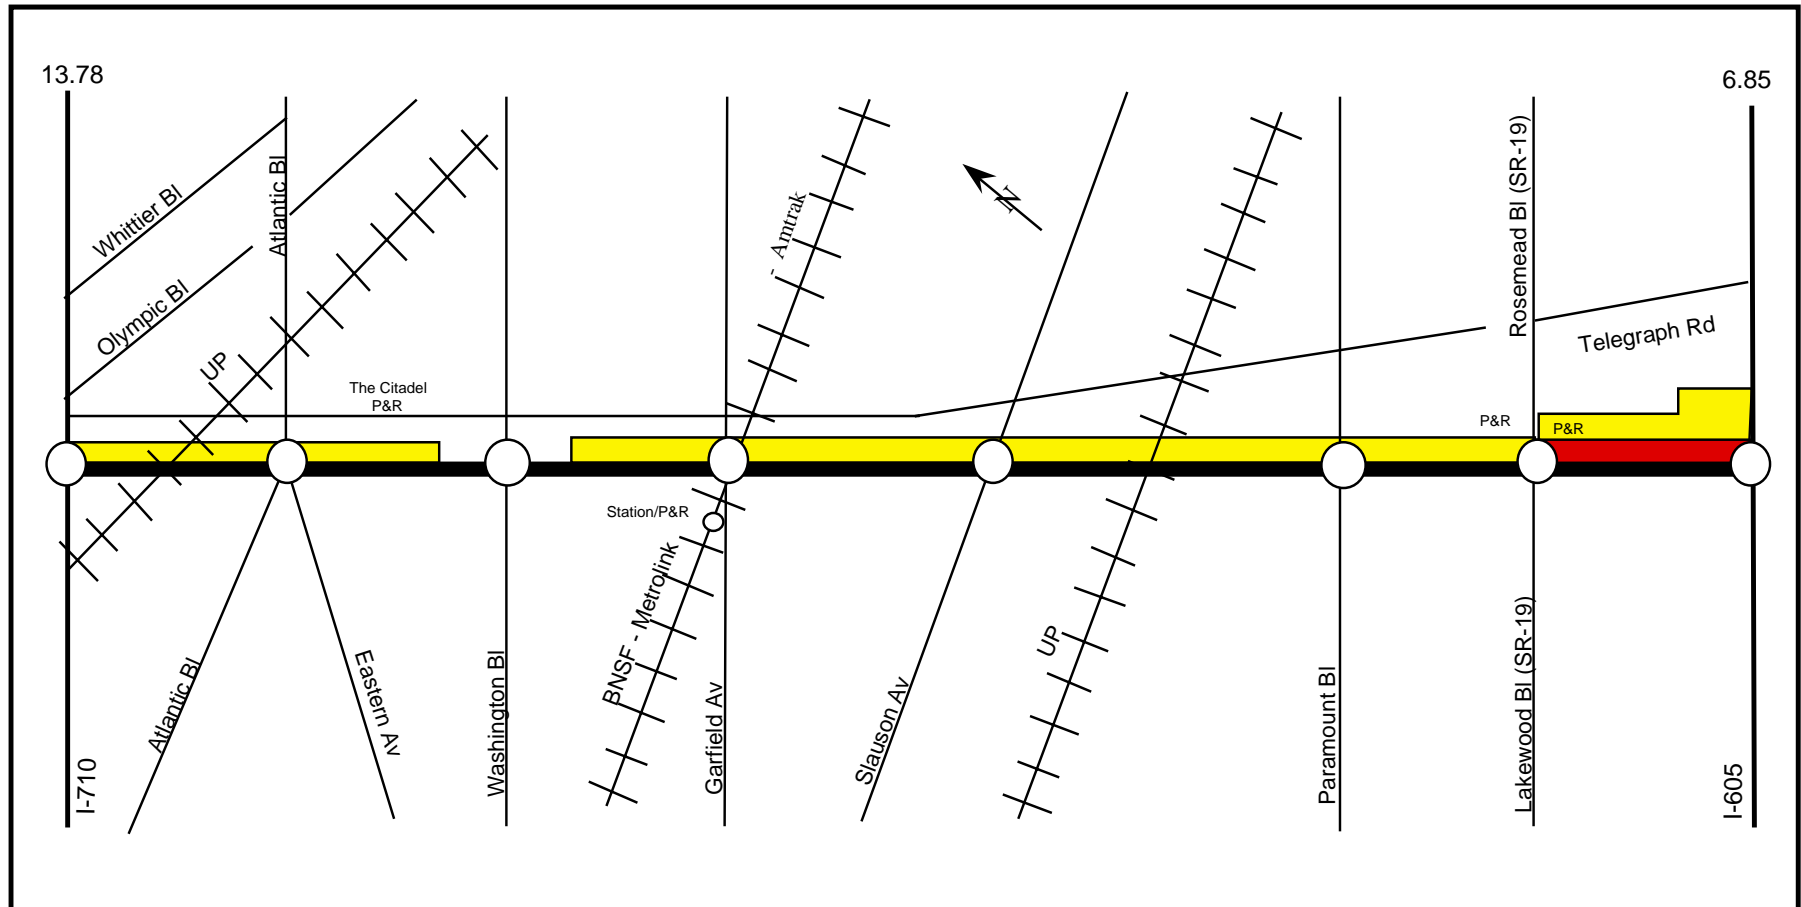 13.78
6.85
Whittier Bl
Atlantic Bl
- Amtrak
N
Rosemead Bl (SR-19)
Olympic Bl
UP
Telegraph Rd
The Citadel
P&R
P&R
P&R
Station/P&R
BNSF - Metrolink
UP
Atlantic Bl
Eastern Av
Washington Bl
Garfield Av
Slauson Av
Paramount Bl
Lakewood Bl (SR-19)
I-710
I-605